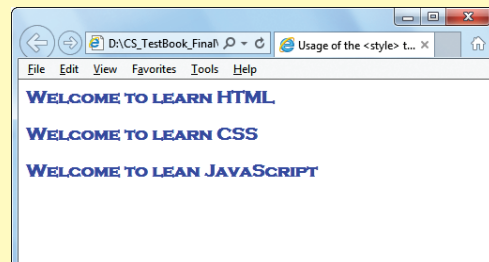 D:\CS_TestBook_Final\
Usage of the <style> t...
File Edit View Favorites Tools Help
WELCOME TO LEARN HTML
WELCOME TO LEARN CSS
WELCOME TO LEAN JAVASCRIPT